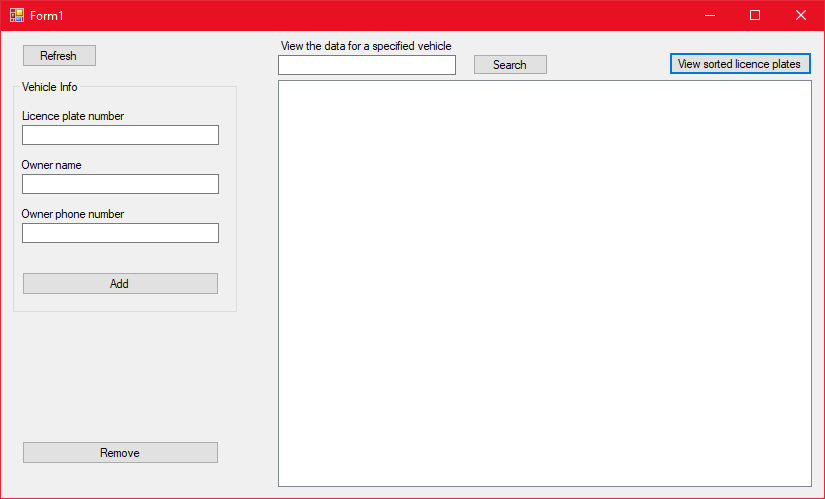 Form1
Refresh
View the data for a specified vehicle
Search
View sorted licence plates
Vehicle Info
Licence plate number
Owner name
Owner phone number
Add
Remove